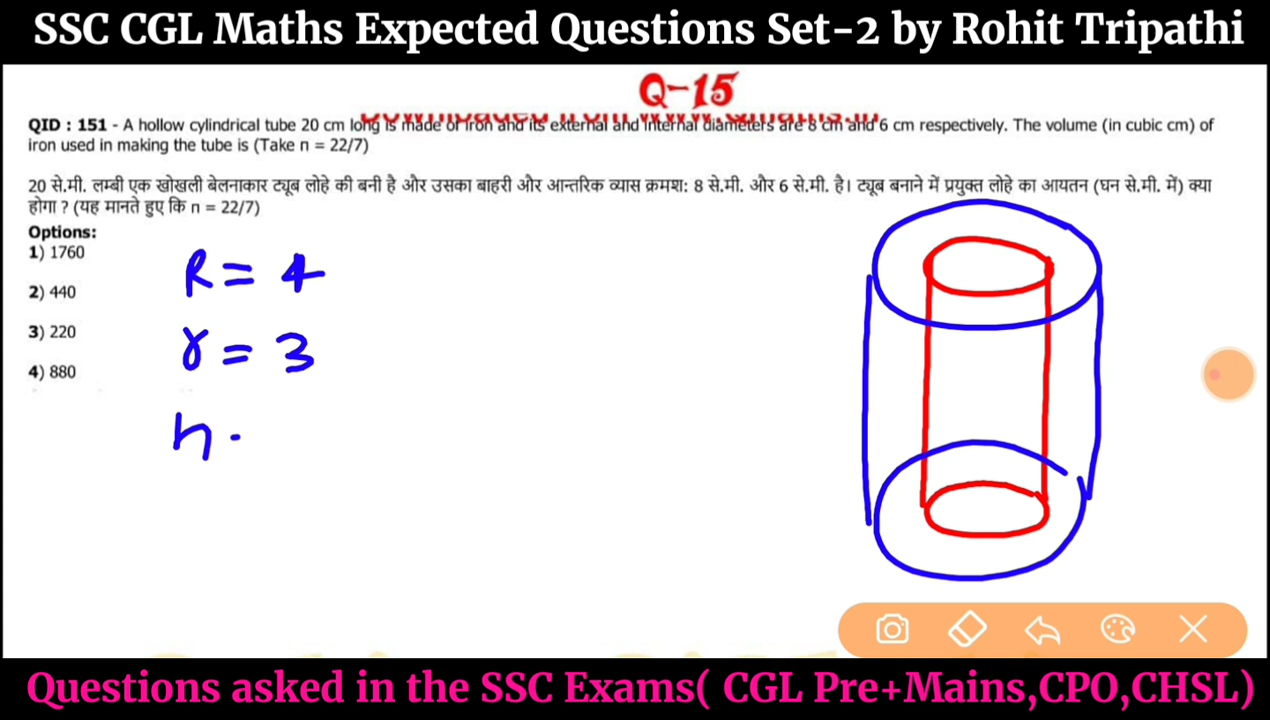 SSC CGL Maths Expected Questions Set-2 by Rohit Tripathi
Q-15
QID : 151 - A hollow cylindrical tube 20 cm long is made of iron and its external and internal diameters are 8 cm and 6 cm respectively. The volume (in cubic cm) of
iron used in making the tube is (Take n = 22/7)
20 से.मी. लम्बी एक खोखली बेलनाकार ट्यूब लोहे की बनी है और उसका बाहरी और आन्तरिक व्यास क्रमश: 8 से.मी. और 6 से.मी. है। ट्यूब बनाने में प्रयुक्त लोहे का आयतन (घन से.मी. में) क्या
होगा ? (यह मानते हुए कि n = 22/7)
Options:
1) 1760
R = 4
2) 440
3) 220
r = 3
4) 880
h -
Questions asked in the SSC Exams( CGL Pre+Mains,CPO,CHSL)